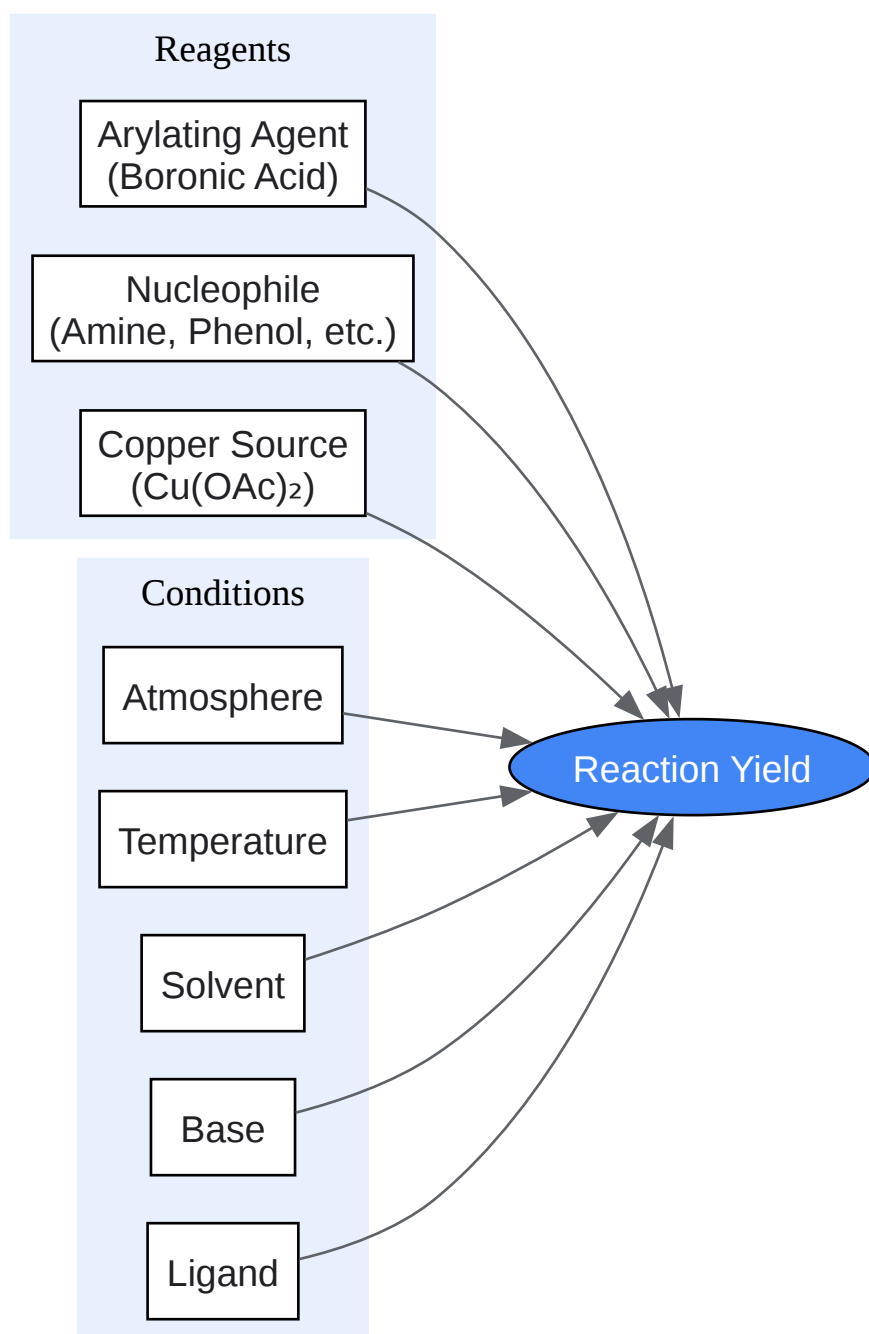 Reagents
Arylating Agent
(Boronic Acid)
Nucleophile
(Amine, Phenol, etc.)
Copper Source
(Cu(OAc)₂)
Conditions
Atmosphere
Temperature
Solvent
Base
Ligand
Reaction Yield